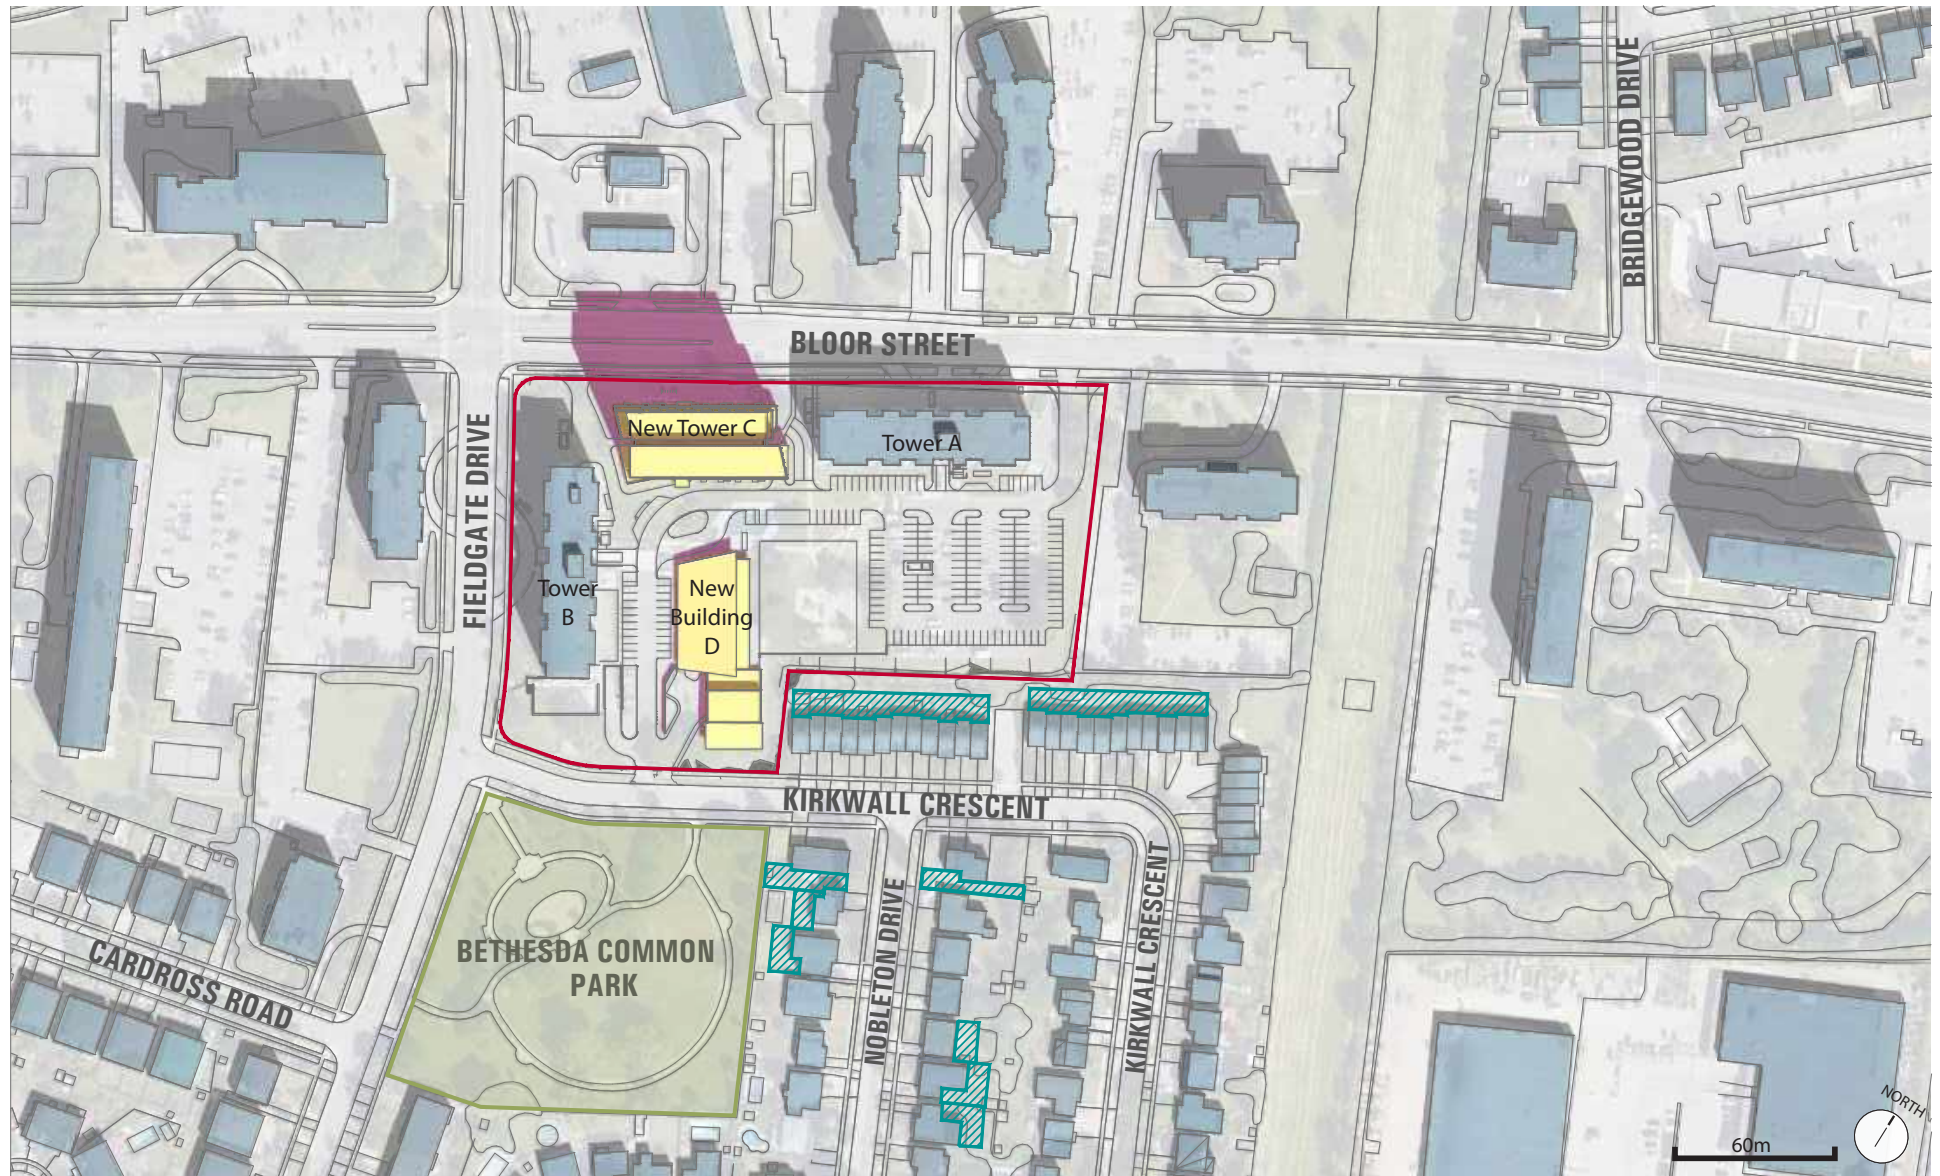 BRIDGEWOOD DRIVE
BLOOR STREET
New Tower C
Tower A
FIELDGATE DRIVE
Tower
B
New
Building
D
KIRKWALL CRESCENT
NOBLETON DRIVE
KIRKWALL CRESCENT
BETHESDA COMMON
PARK
CARDROSS ROAD
NORTH
60m